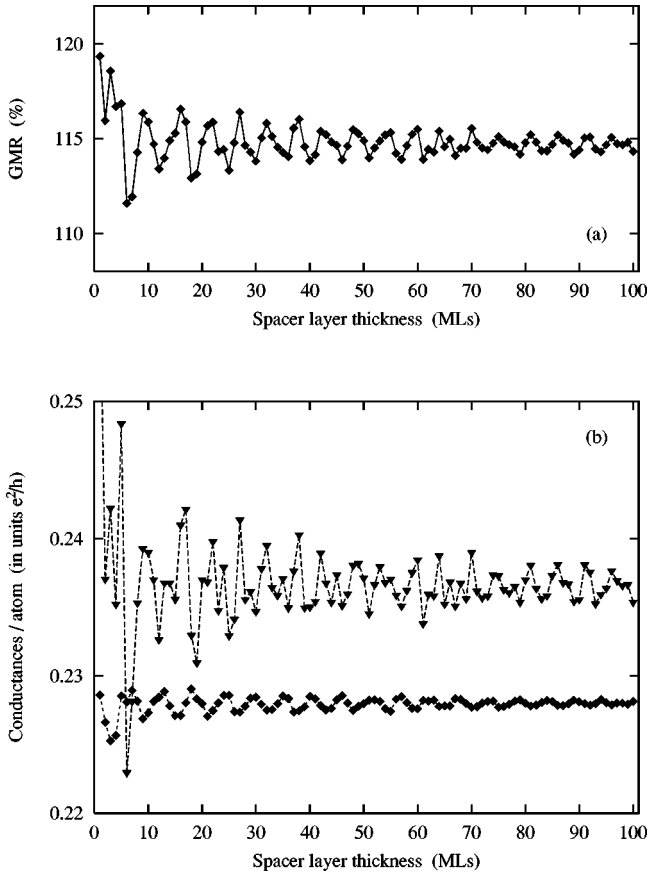 120
115
110
GMR (%)
(a)
0 10 20 30 40 50 60 70 80 90 100
Spacer layer thickness (MLs)
0.25
0.24
0.23
0.22
Conductances / atom (in units e²/h)
(b)
0 10 20 30 40 50 60 70 80 90 100
Spacer layer thickness (MLs)